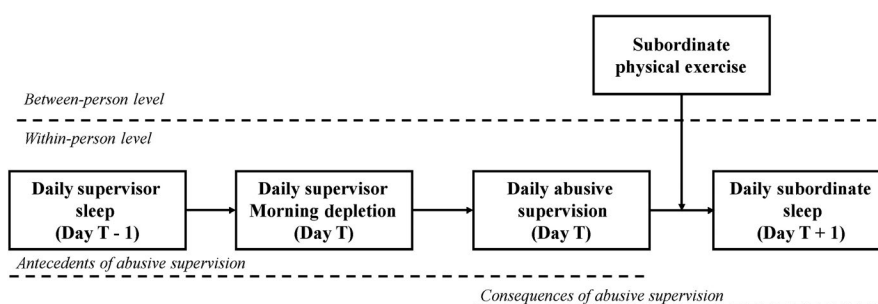 Subordinate
physical exercise
Between-person level
Within-person level
Daily supervisor
sleep
(Day T - 1)
Daily supervisor
Morning depletion
(Day T)
Daily abusive
supervision
(Day T)
Daily subordinate
sleep
(Day T + 1)
Antecedents of abusive supervision
Consequences of abusive supervision